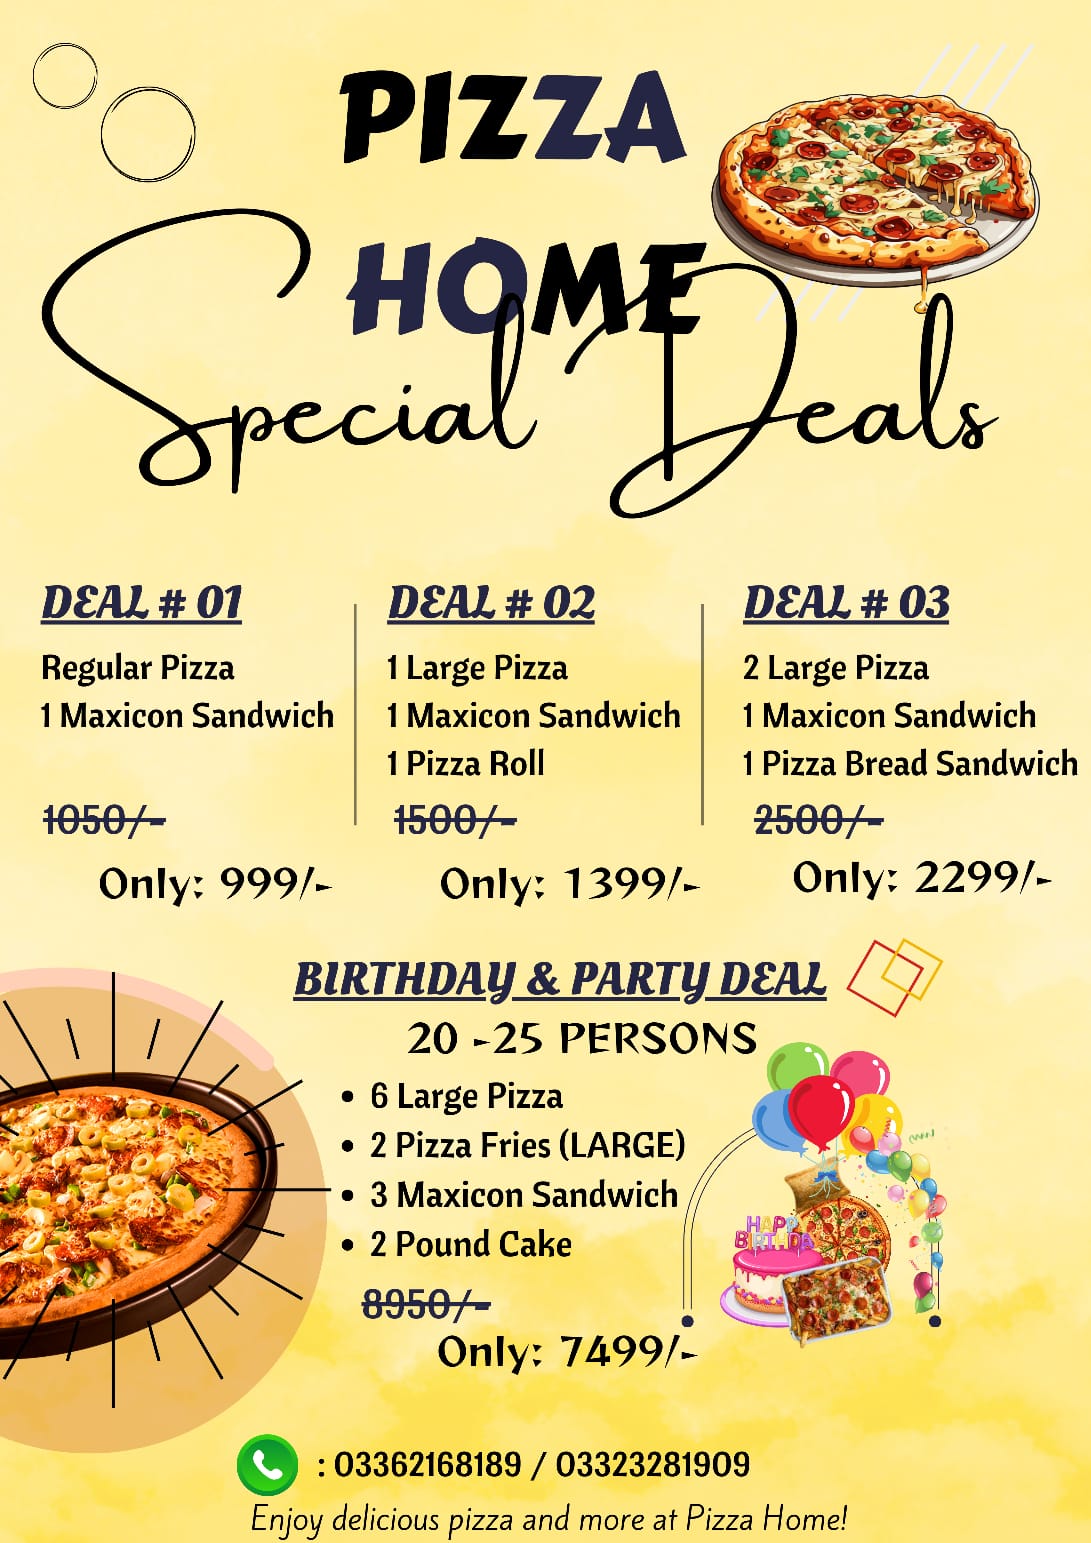 PIZZA
HOME
Special Deals
DEAL # 01
Regular Pizza
1 Maxicon Sandwich
1050/-
Only: 999/-
DEAL # 02
1 Large Pizza
1 Maxicon Sandwich
1 Pizza Roll
1500/-
Only: 1399/-
DEAL # 03
2 Large Pizza
1 Maxicon Sandwich
1 Pizza Bread Sandwich
2500/-
Only: 2299/-
BIRTHDAY & PARTY DEAL
20 -25 PERSONS
• 6 Large Pizza
• 2 Pizza Fries (LARGE)
• 3 Maxicon Sandwich
• 2 Pound Cake
8950/-
Only: 7499/-
HAPP
BIRTHDA
: 03362168189 / 03323281909
Enjoy delicious pizza and more at Pizza Home!